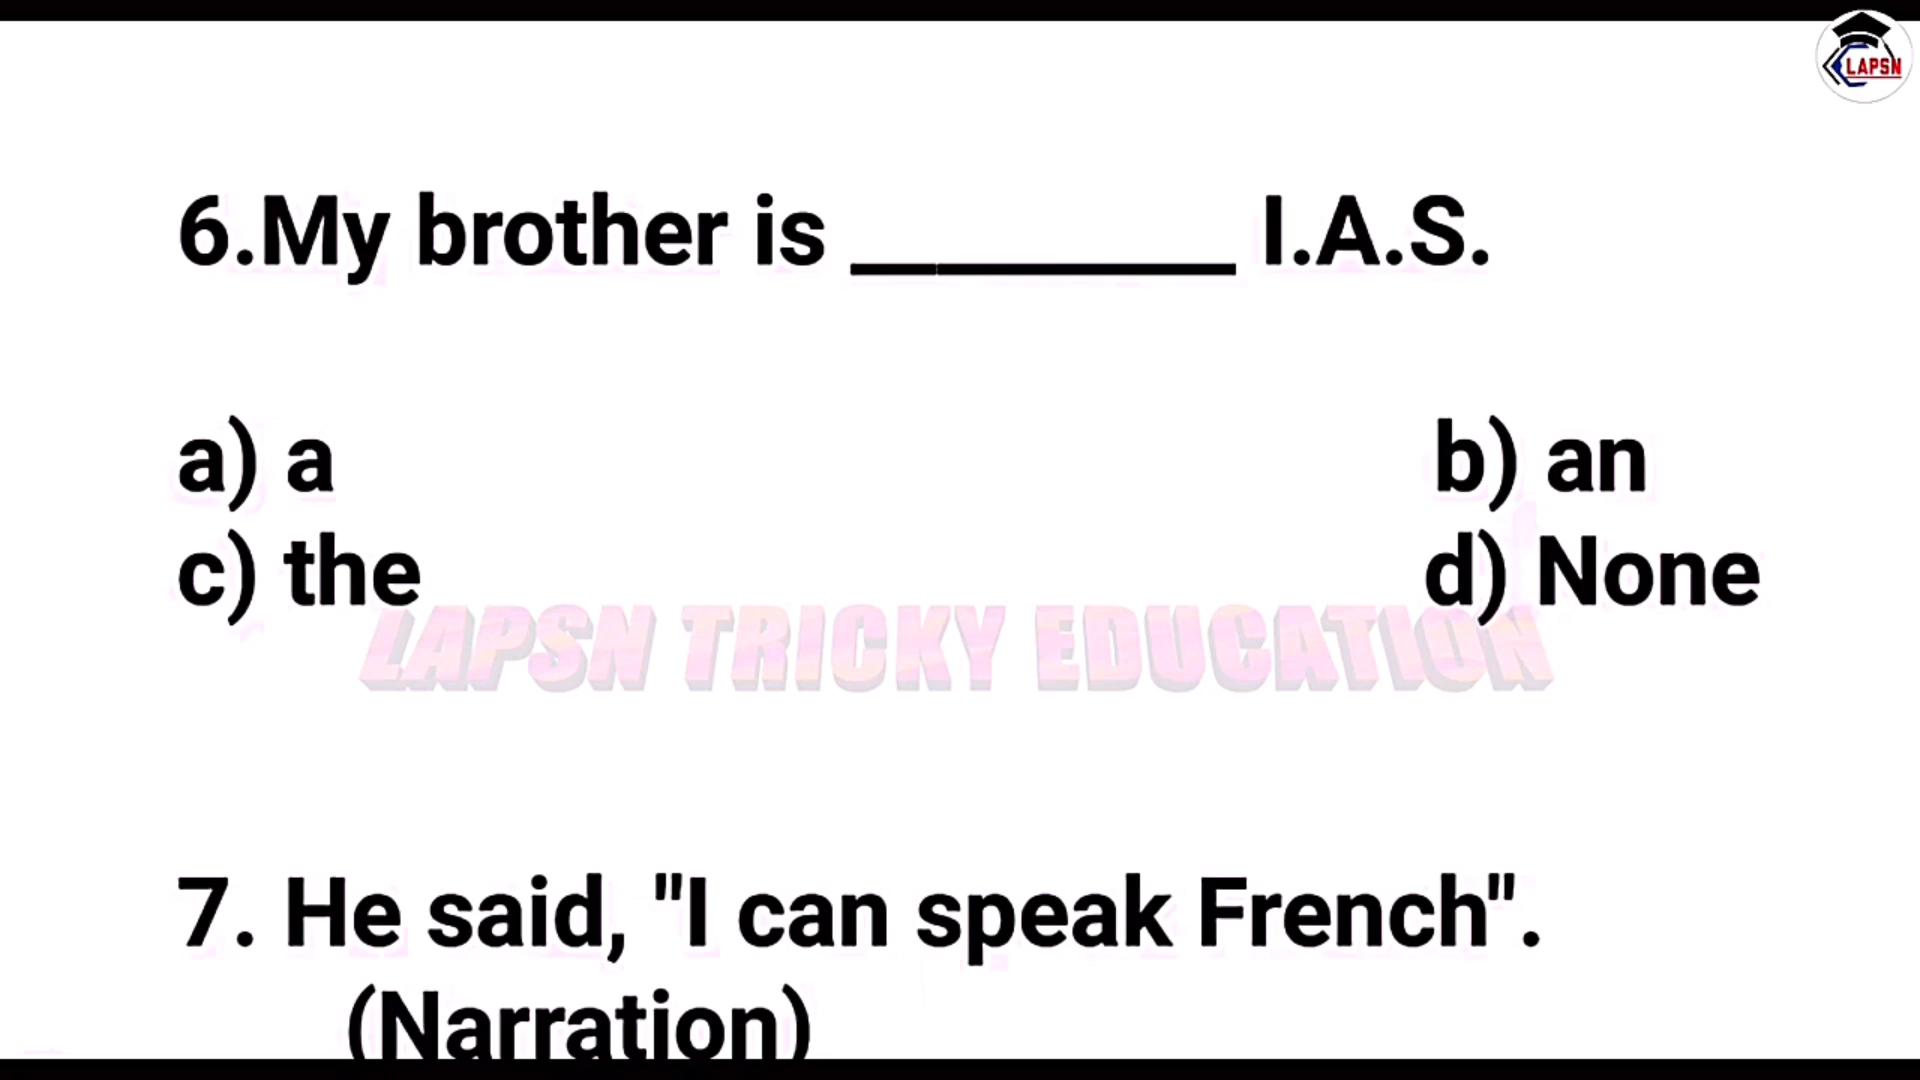 LAPSN
6.My brother is ________ I.A.S.
a) a b) an
c) the d) None
LAPSN TRICKY EDUCATION
7. He said, "I can speak French".
(Narration)